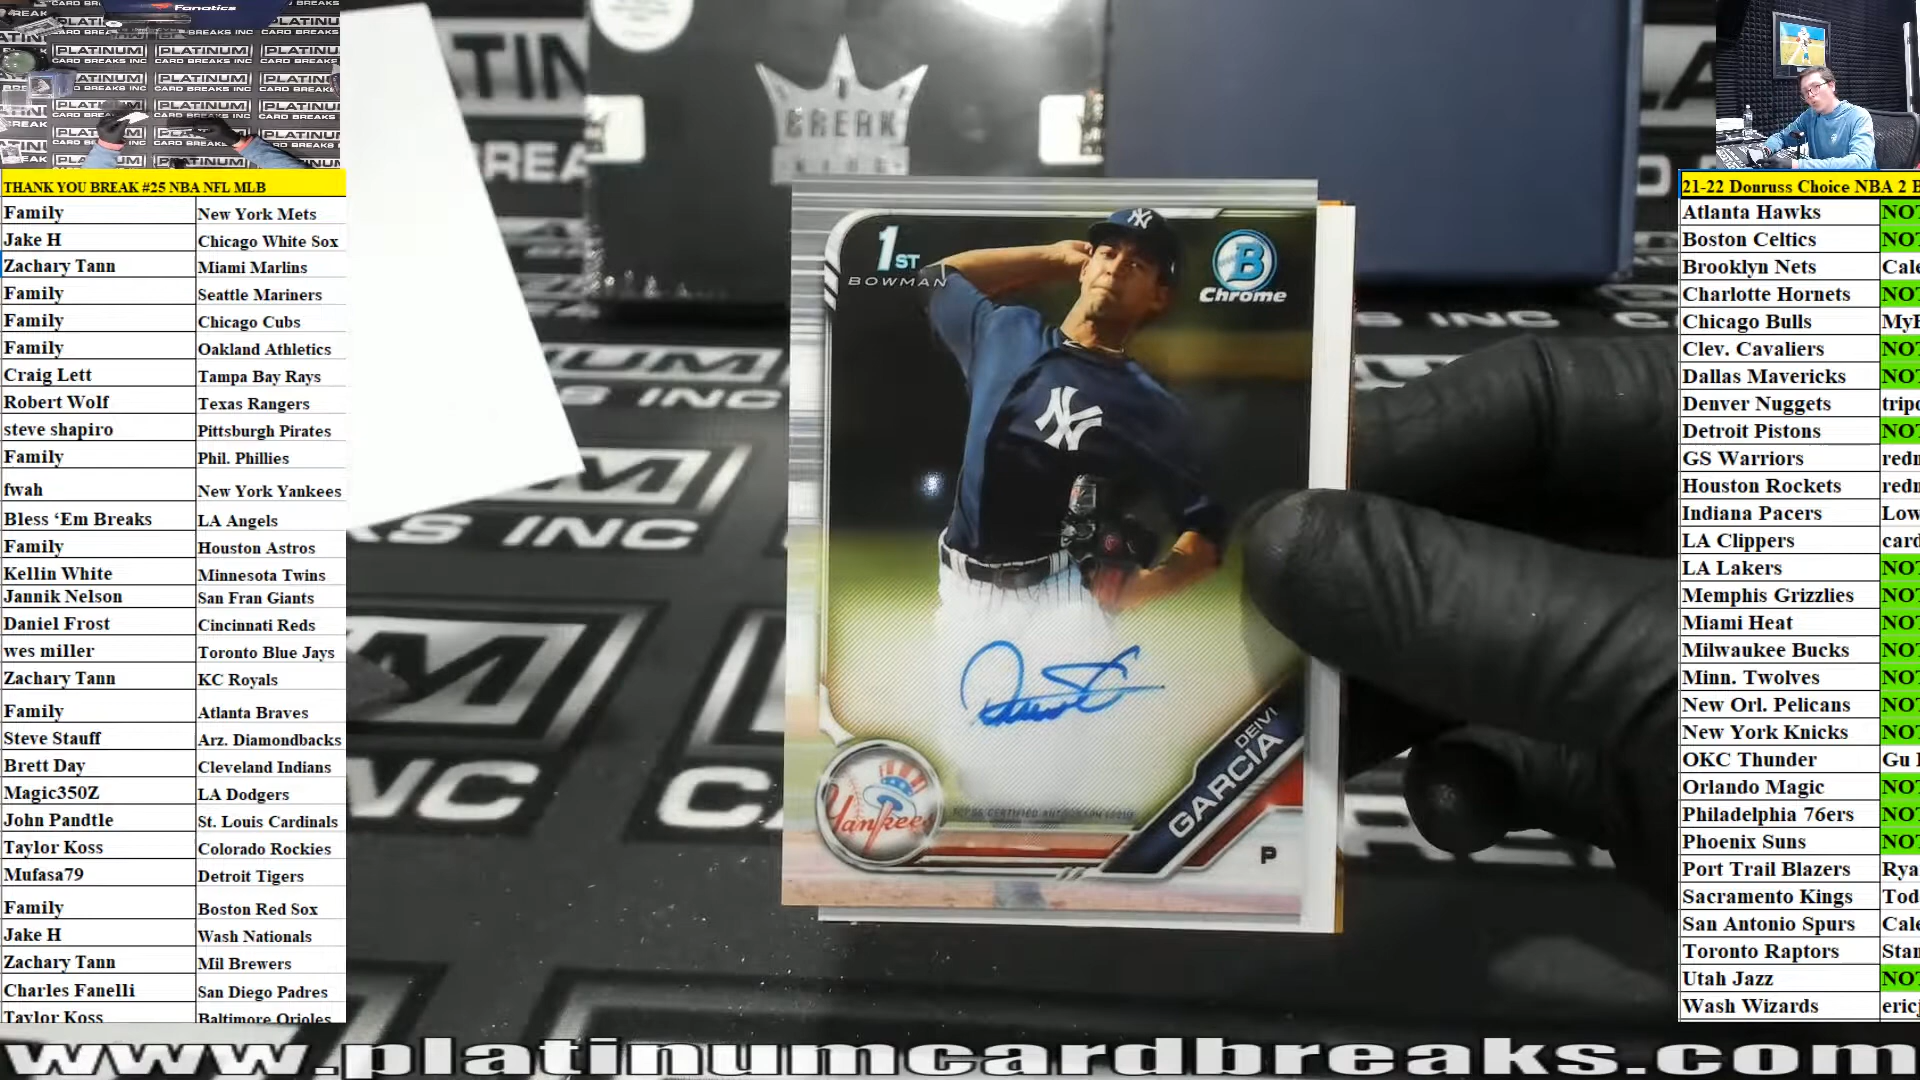 Fanatics
PLATINUM
CARD BREAKS INC
THANK YOU BREAK #25 NBA NFL MLB
Family New York Mets
Jake H Chicago White Sox
Zachary Tann Miami Marlins
Family Seattle Mariners
Family Chicago Cubs
Family Oakland Athletics
Craig Lett Tampa Bay Rays
Robert Wolf Texas Rangers
steve shapiro Pittsburgh Pirates
Family Phil. Phillies
fwah New York Yankees
Bless ‘Em Breaks LA Angels
Family Houston Astros
Kellin White Minnesota Twins
Jannik Nelson San Fran Giants
Daniel Frost Cincinnati Reds
wes miller Toronto Blue Jays
Zachary Tann KC Royals
Family Atlanta Braves
Steve Stauff Arz. Diamondbacks
Brett Day Cleveland Indians
Magic350Z LA Dodgers
John Pandtle St. Louis Cardinals
Taylor Koss Colorado Rockies
Mufasa79 Detroit Tigers
Family Boston Red Sox
Jake H Wash Nationals
Zachary Tann Mil Brewers
Charles Fanelli San Diego Padres
Taylor Koss Baltimore Orioles
BREAK
KING
1ST
BOWMAN
B
Chrome
NY
NY
DEIVI
GARCIA
P
Yankees
TOPPS CERTIFIED AUTOGRAPH ISSUE
21-22 Donruss Choice NBA 2 B
Atlanta Hawks NOT
Boston Celtics NOT
Brooklyn Nets Cale
Charlotte Hornets NOT
Chicago Bulls MyB
Clev. Cavaliers NOT
Dallas Mavericks NOT
Denver Nuggets tripo
Detroit Pistons NOT
GS Warriors redn
Houston Rockets redn
Indiana Pacers Low
LA Clippers card
LA Lakers NOT
Memphis Grizzlies NOT
Miami Heat NOT
Milwaukee Bucks NOT
Minn. Twolves NOT
New Orl. Pelicans NOT
New York Knicks NOT
OKC Thunder Gu
Orlando Magic NOT
Philadelphia 76ers NOT
Phoenix Suns NOT
Port Trail Blazers Rya
Sacramento Kings Tod
San Antonio Spurs Cale
Toronto Raptors Stan
Utah Jazz NOT
Wash Wizards ericj
www.platinumcardbreaks.com